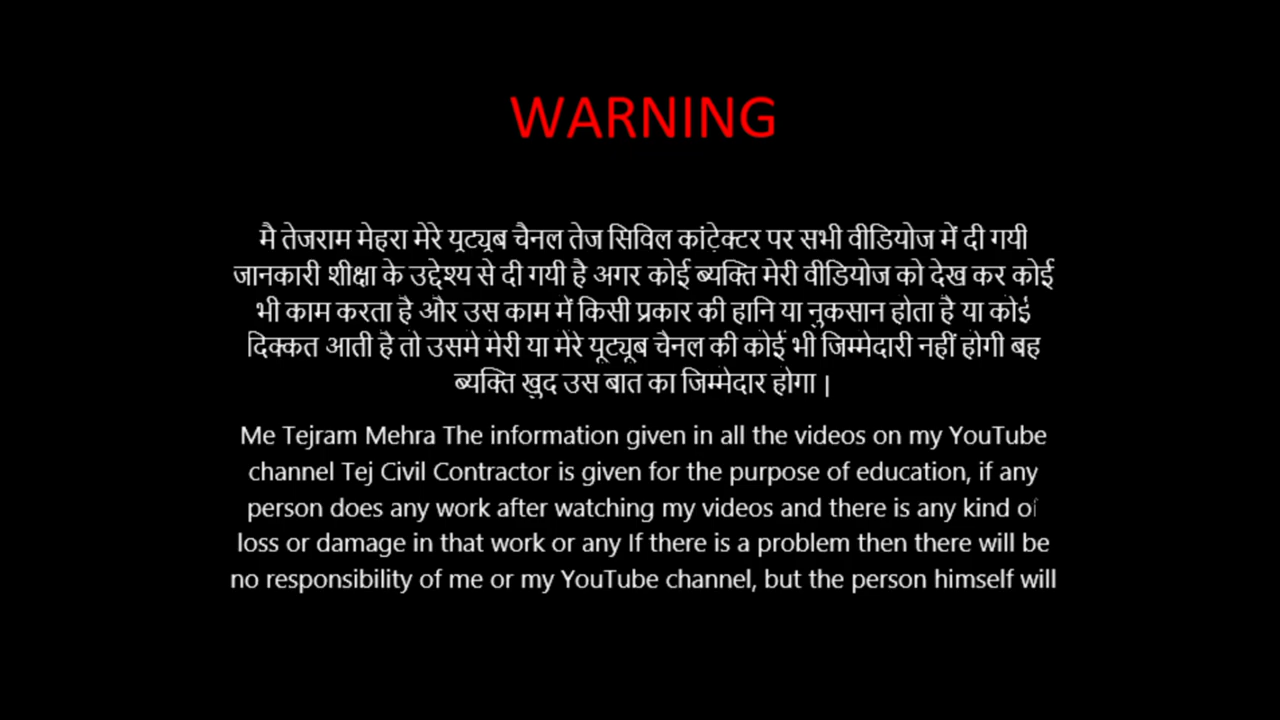 WARNING
मै तेजराम मेहरा मेरे यूट्यूब चैनल तेज सिविल कांट्रेक्टर पर सभी वीडियोज में दी गयी
जानकारी शीक्षा के उद्देश्य से दी गयी है अगर कोई ब्यक्ति मेरी वीडियोज को देख कर कोई
भी काम करता है और उस काम में किसी प्रकार की हानि या नुकसान होता है या कोई
दिक्कत आती है तो उसमे मेरी या मेरे यूट्यूब चैनल की कोई भी जिम्मेदारी नहीं होगी बह
ब्यक्ति खुद उस बात का जिम्मेदार होगा |
Me Tejram Mehra The information given in all the videos on my YouTube
channel Tej Civil Contractor is given for the purpose of education, if any
person does any work after watching my videos and there is any kind of
loss or damage in that work or any If there is a problem then there will be
no responsibility of me or my YouTube channel, but the person himself will